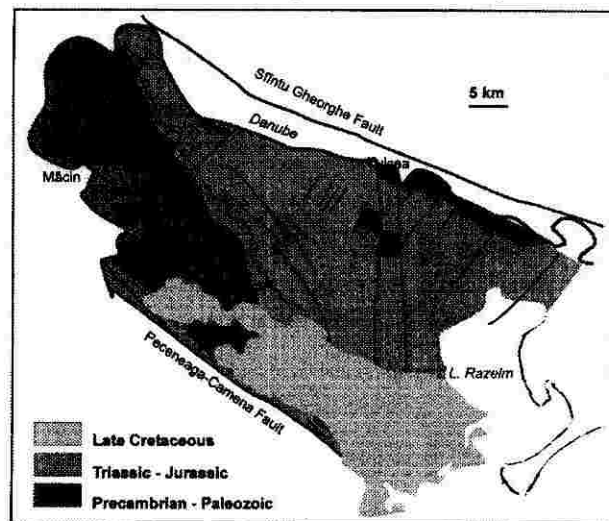 Sfîntu Gheorghe Fault
5 km
Danube
Măcin
Peceneaga-Camena Fault
L. Razelm
Late Cretaceous
Triassic - Jurassic
Precambrian - Paleozoic